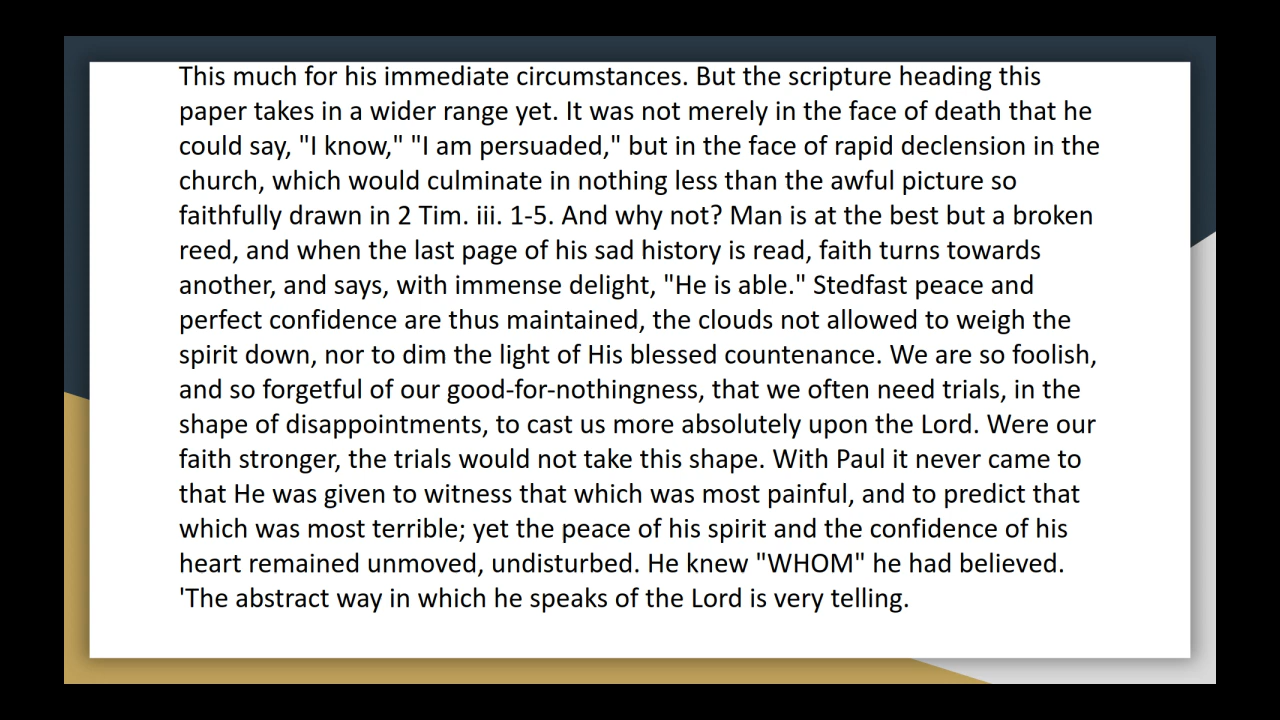 This much for his immediate circumstances. But the scripture heading this
paper takes in a wider range yet. It was not merely in the face of death that he
could say, "I know," "I am persuaded," but in the face of rapid declension in the
church, which would culminate in nothing less than the awful picture so
faithfully drawn in 2 Tim. iii. 1-5. And why not? Man is at the best but a broken
reed, and when the last page of his sad history is read, faith turns towards
another, and says, with immense delight, "He is able." Stedfast peace and
perfect confidence are thus maintained, the clouds not allowed to weigh the
spirit down, nor to dim the light of His blessed countenance. We are so foolish,
and so forgetful of our good-for-nothingness, that we often need trials, in the
shape of disappointments, to cast us more absolutely upon the Lord. Were our
faith stronger, the trials would not take this shape. With Paul it never came to
that He was given to witness that which was most painful, and to predict that
which was most terrible; yet the peace of his spirit and the confidence of his
heart remained unmoved, undisturbed. He knew "WHOM" he had believed.
'The abstract way in which he speaks of the Lord is very telling.